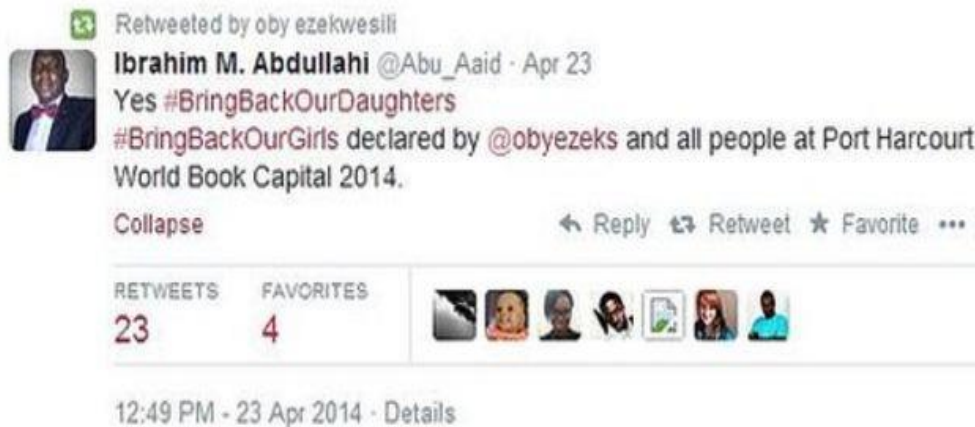 Retweeted by oby ezekwesili
Ibrahim M. Abdullahi @Abu_Aaid · Apr 23
Yes #BringBackOurDaughters
#BringBackOurGirls declared by @obyezeks and all people at Port Harcourt
World Book Capital 2014.
Collapse Reply Retweet Favorite •••
RETWEETS FAVORITES
23 4
12:49 PM - 23 Apr 2014 · Details